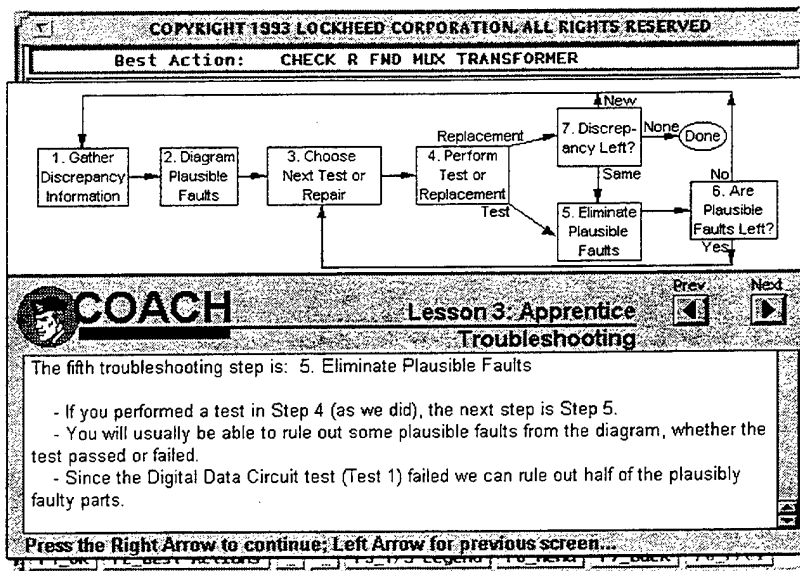 COPYRIGHT 1993 LOCKHEED CORPORATION. ALL RIGHTS RESERVED
Best Action: CHECK R FWD MUX TRANSFORMER
1. Gather
Discrepancy
Information
2. Diagram
Plausible
Faults
3. Choose
Next Test or
Repair
4. Perform
Test or
Replacement
Replacement
Test
7. Discrep-
ancy Left?
New
None
Done
Same
5. Eliminate
Plausible
Faults
6. Are
Plausible
Faults Left?
No
Yes
COACH
Lesson 3: Apprentice
Troubleshooting
Prev
Next
The fifth troubleshooting step is: 5. Eliminate Plausible Faults
- If you performed a test in Step 4 (as we did), the next step is Step 5.
- You will usually be able to rule out some plausible faults from the diagram, whether the
test passed or failed.
- Since the Digital Data Circuit test (Test 1) failed we can rule out half of the plausibly
faulty parts.
Press the Right Arrow to continue; Left Arrow for previous screen...